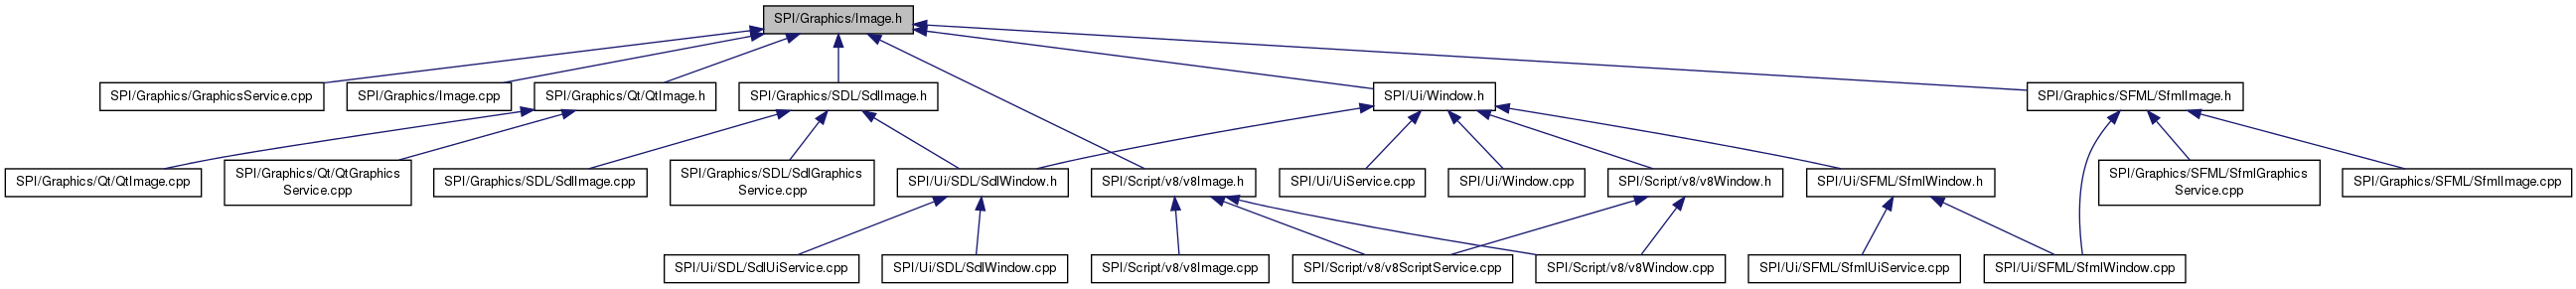 SPI/Graphics/Image.h
SPI/Graphics/GraphicsService.cpp
SPI/Graphics/Image.cpp
SPI/Graphics/Qt/QtImage.h
SPI/Graphics/SDL/SdlImage.h
SPI/Ui/Window.h
SPI/Graphics/SFML/SfmlImage.h
SPI/Graphics/Qt/QtImage.cpp
SPI/Graphics/Qt/QtGraphics
Service.cpp
SPI/Graphics/SDL/SdlImage.cpp
SPI/Graphics/SDL/SdlGraphics
Service.cpp
SPI/Ui/SDL/SdlWindow.h
SPI/Script/v8/v8Image.h
SPI/Ui/UiService.cpp
SPI/Ui/Window.cpp
SPI/Script/v8/v8Window.h
SPI/Ui/SFML/SfmlWindow.h
SPI/Graphics/SFML/SfmlGraphics
Service.cpp
SPI/Graphics/SFML/SfmlImage.cpp
SPI/Ui/SDL/SdlUiService.cpp
SPI/Ui/SDL/SdlWindow.cpp
SPI/Script/v8/v8Image.cpp
SPI/Script/v8/v8ScriptService.cpp
SPI/Script/v8/v8Window.cpp
SPI/Ui/SFML/SfmlUiService.cpp
SPI/Ui/SFML/SfmlWindow.cpp